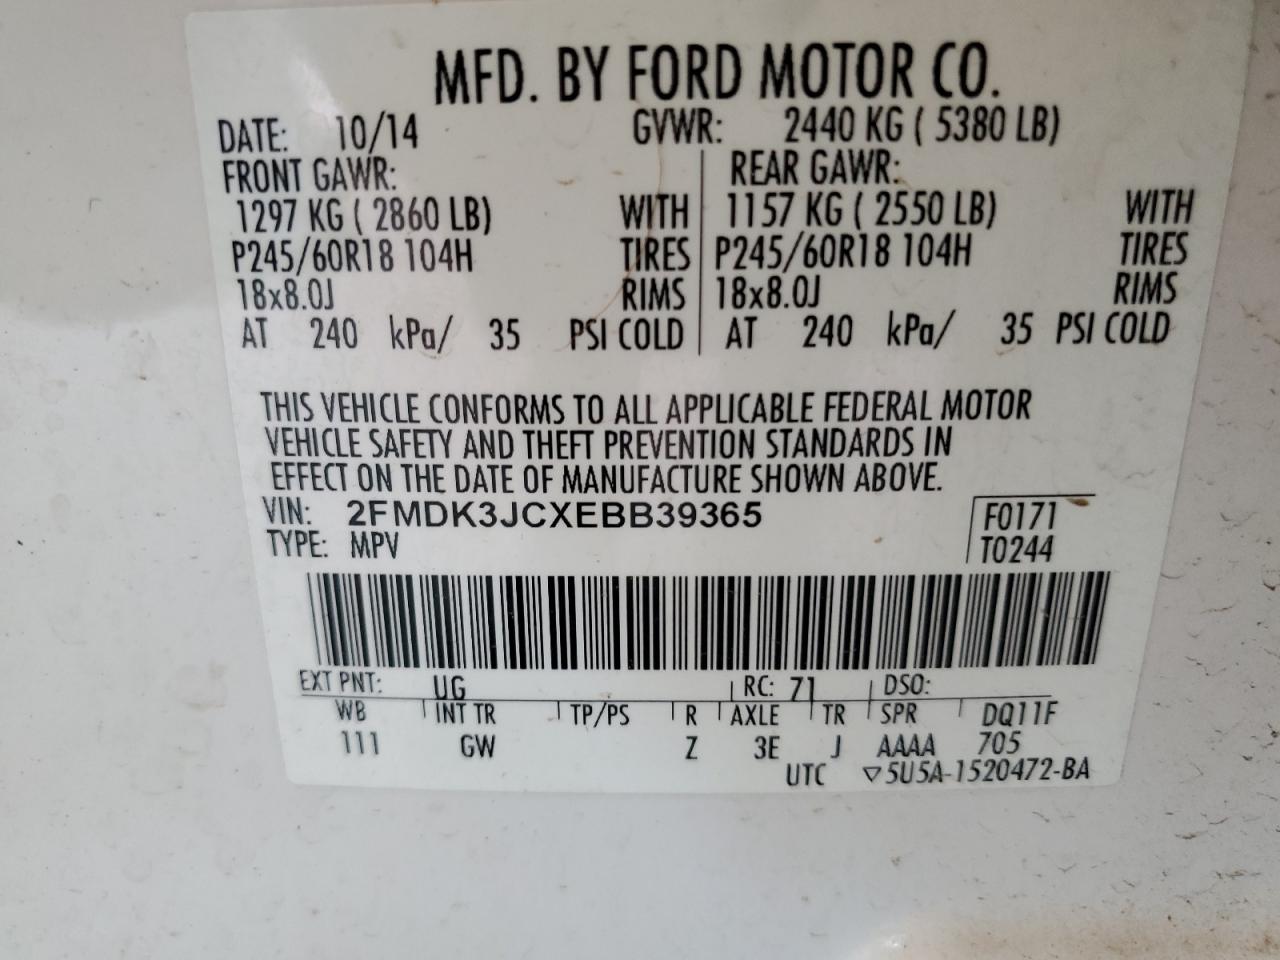 MFD. BY FORD MOTOR CO.
DATE: 10/14 GVWR: 2440 KG ( 5380 LB)
FRONT GAWR: REAR GAWR:
1297 KG ( 2860 LB) WITH 1157 KG ( 2550 LB) WITH
P245/60R18 104H TIRES P245/60R18 104H TIRES
18x8.0J RIMS 18x8.0J RIMS
AT 240 kPa/ 35 PSI COLD AT 240 kPa/ 35 PSI COLD
THIS VEHICLE CONFORMS TO ALL APPLICABLE FEDERAL MOTOR
VEHICLE SAFETY AND THEFT PREVENTION STANDARDS IN
EFFECT ON THE DATE OF MANUFACTURE SHOWN ABOVE.
VIN: 2FMDK3JCXEBB39365 F0171
TYPE: MPV T0244
EXT PNT: UG RC: 71 DSO:
WB INT TR TP/PS R AXLE TR SPR DQ11F
111 GW Z 3E J AAAA 705
UTC ▽5U5A-1520472-BA